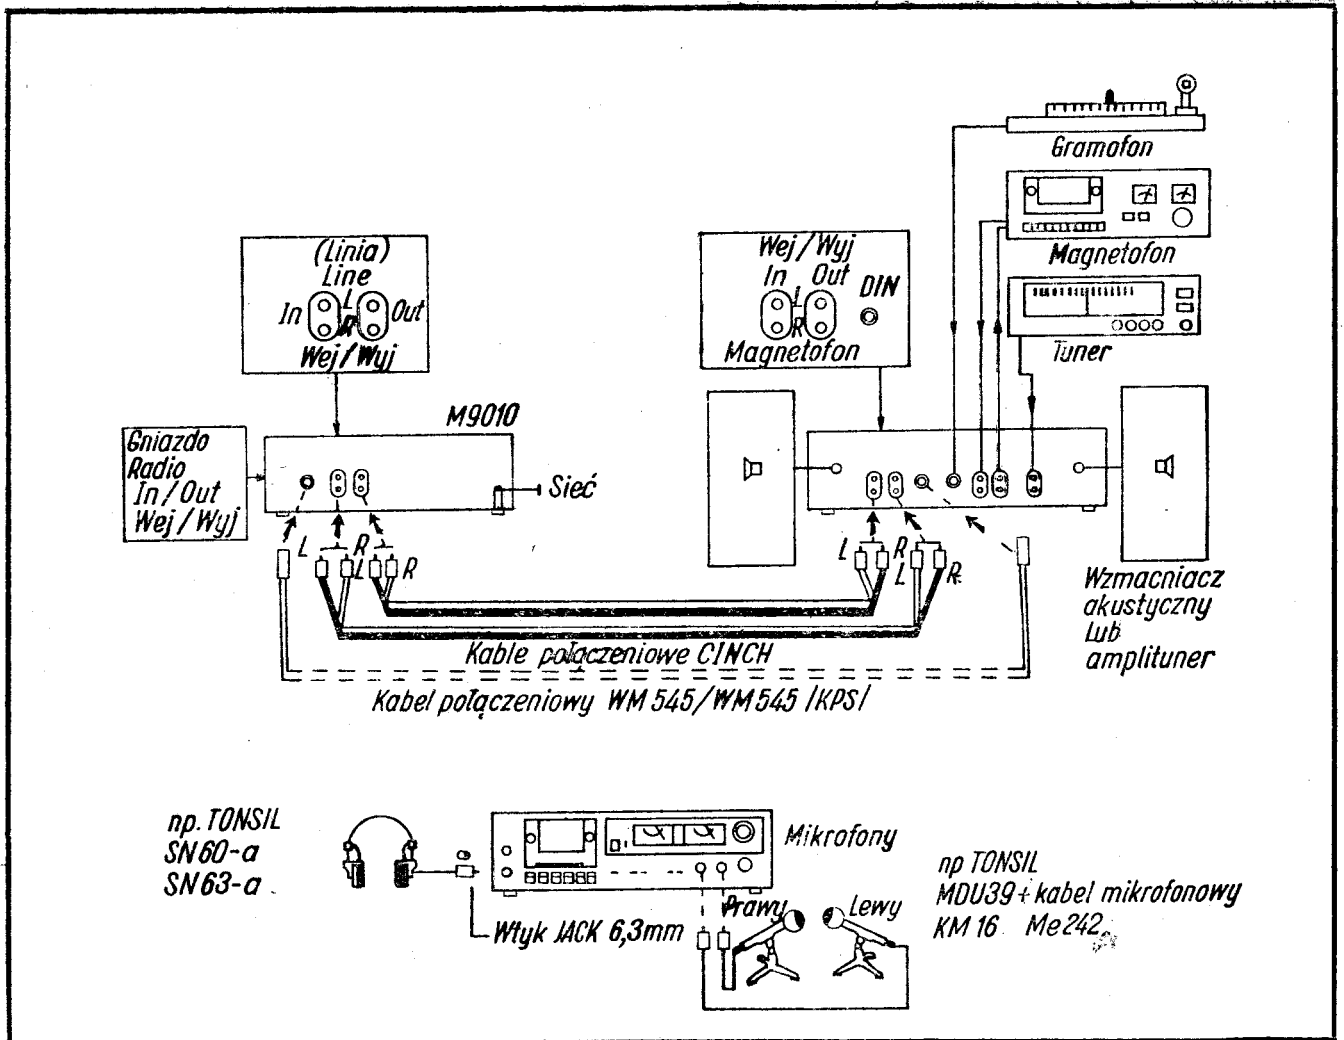 Gramofon
Magnetofon
Tuner
(Linia)
Line
In
L
R
Out
Wej/Wyj
Wej/Wyj
In
Out
DIN
L
R
Magnetofon
M9010
Gniazdo
Radio
In/Out
Wej/Wyj
Sieć
L
R
L
R
L
R
L
R
Wzmacniacz
akustyczny
lub
amplituner
Kable połączeniowe CINCH
Kabel połączeniowy WM 545/WM 545 /KPS/
np. TONSIL
SN60-a
SN63-a
Wtyk JACK 6,3mm
Mikrofony
Prawy
Lewy
np TONSIL
MDU39+kabel mikrofonowy
KM 16 Me242